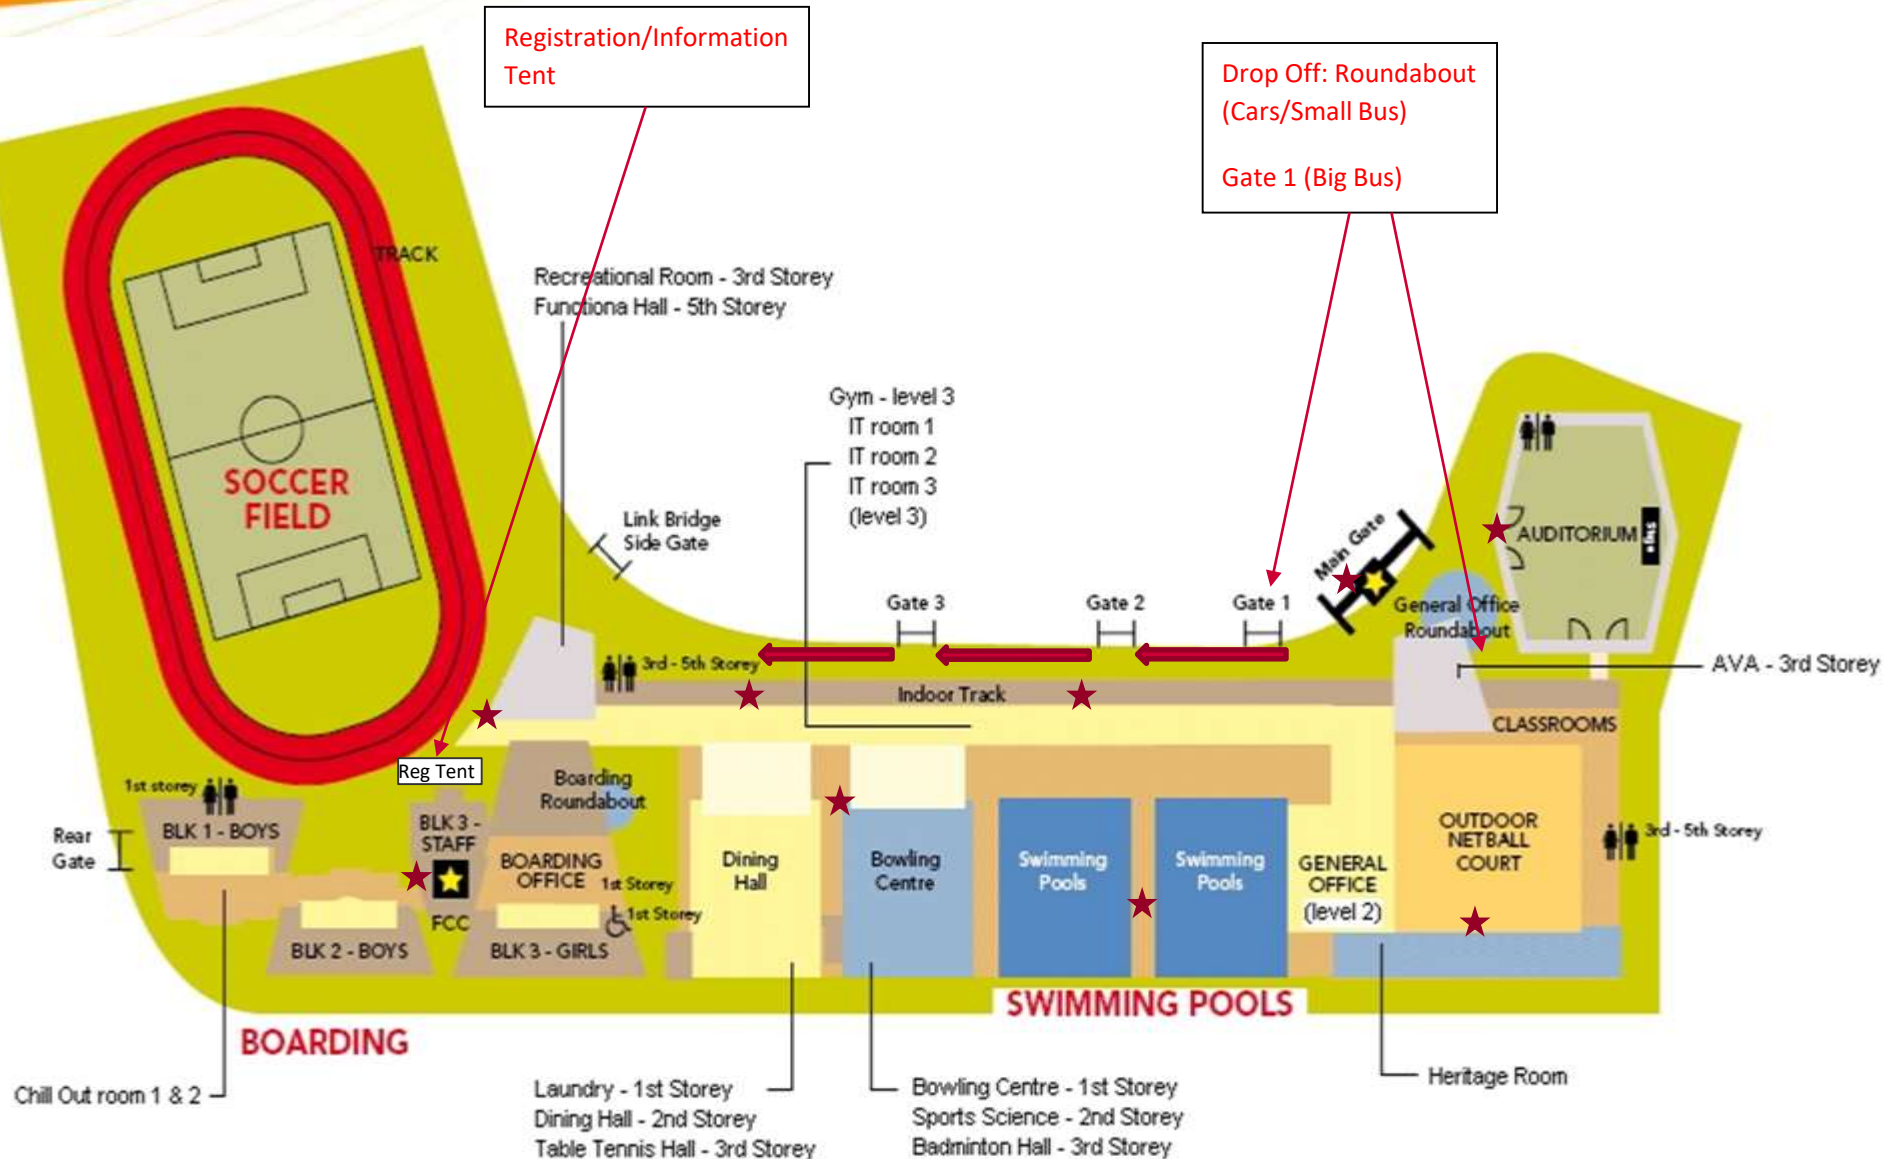 Registration/Information
Tent
Drop Off: Roundabout
(Cars/Small Bus)
Gate 1 (Big Bus)
TRACK
Recreational Room - 3rd Storey
Functiona Hall - 5th Storey
Gym - level 3
IT room 1
IT room 2
IT room 3
(level 3)
SOCCER
FIELD
Link Bridge
Side Gate
Main Gate
AUDITORIUM
Stage
Gate 3
Gate 2
Gate 1
General Office
Roundabout
3rd - 5th Storey
AVA - 3rd Storey
Indoor Track
CLASSROOMS
Reg Tent
1st storey
Boarding
Roundabout
Rear
Gate
BLK 1 - BOYS
BLK 3 -
STAFF
BOARDING
OFFICE
1st Storey
1st Storey
Dining
Hall
Bowling
Centre
Swimming
Pools
Swimming
Pools
GENERAL
OFFICE
(level 2)
OUTDOOR
NETBALL
COURT
3rd - 5th Storey
FCC
BLK 2 - BOYS
BLK 3 - GIRLS
SWIMMING POOLS
BOARDING
Chill Out room 1 & 2
Laundry - 1st Storey
Dining Hall - 2nd Storey
Table Tennis Hall - 3rd Storey
Bowling Centre - 1st Storey
Sports Science - 2nd Storey
Badminton Hall - 3rd Storey
Heritage Room